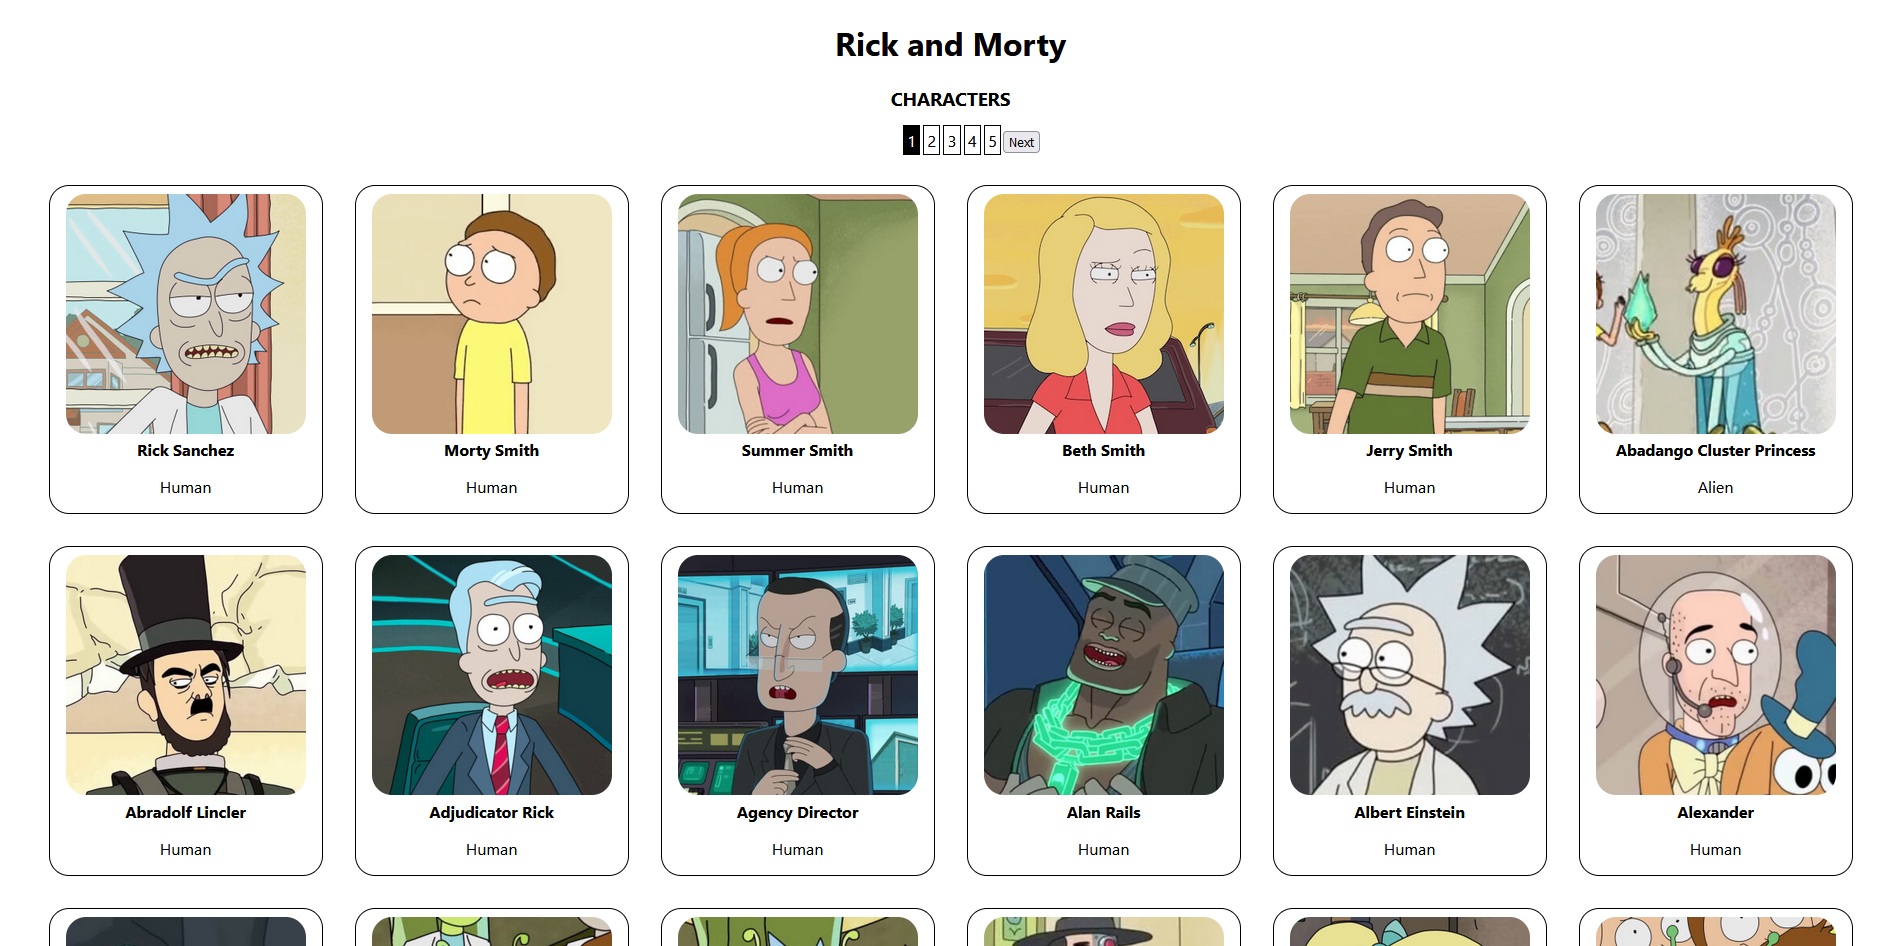 Rick and Morty
CHARACTERS
1 2 3 4 5 Next
Rick Sanchez
Human
Morty Smith
Human
Summer Smith
Human
Beth Smith
Human
Jerry Smith
Human
Abadango Cluster Princess
Alien
Abradolf Lincler
Human
Adjudicator Rick
Human
Agency Director
Human
Alan Rails
Human
Albert Einstein
Human
Alexander
Human